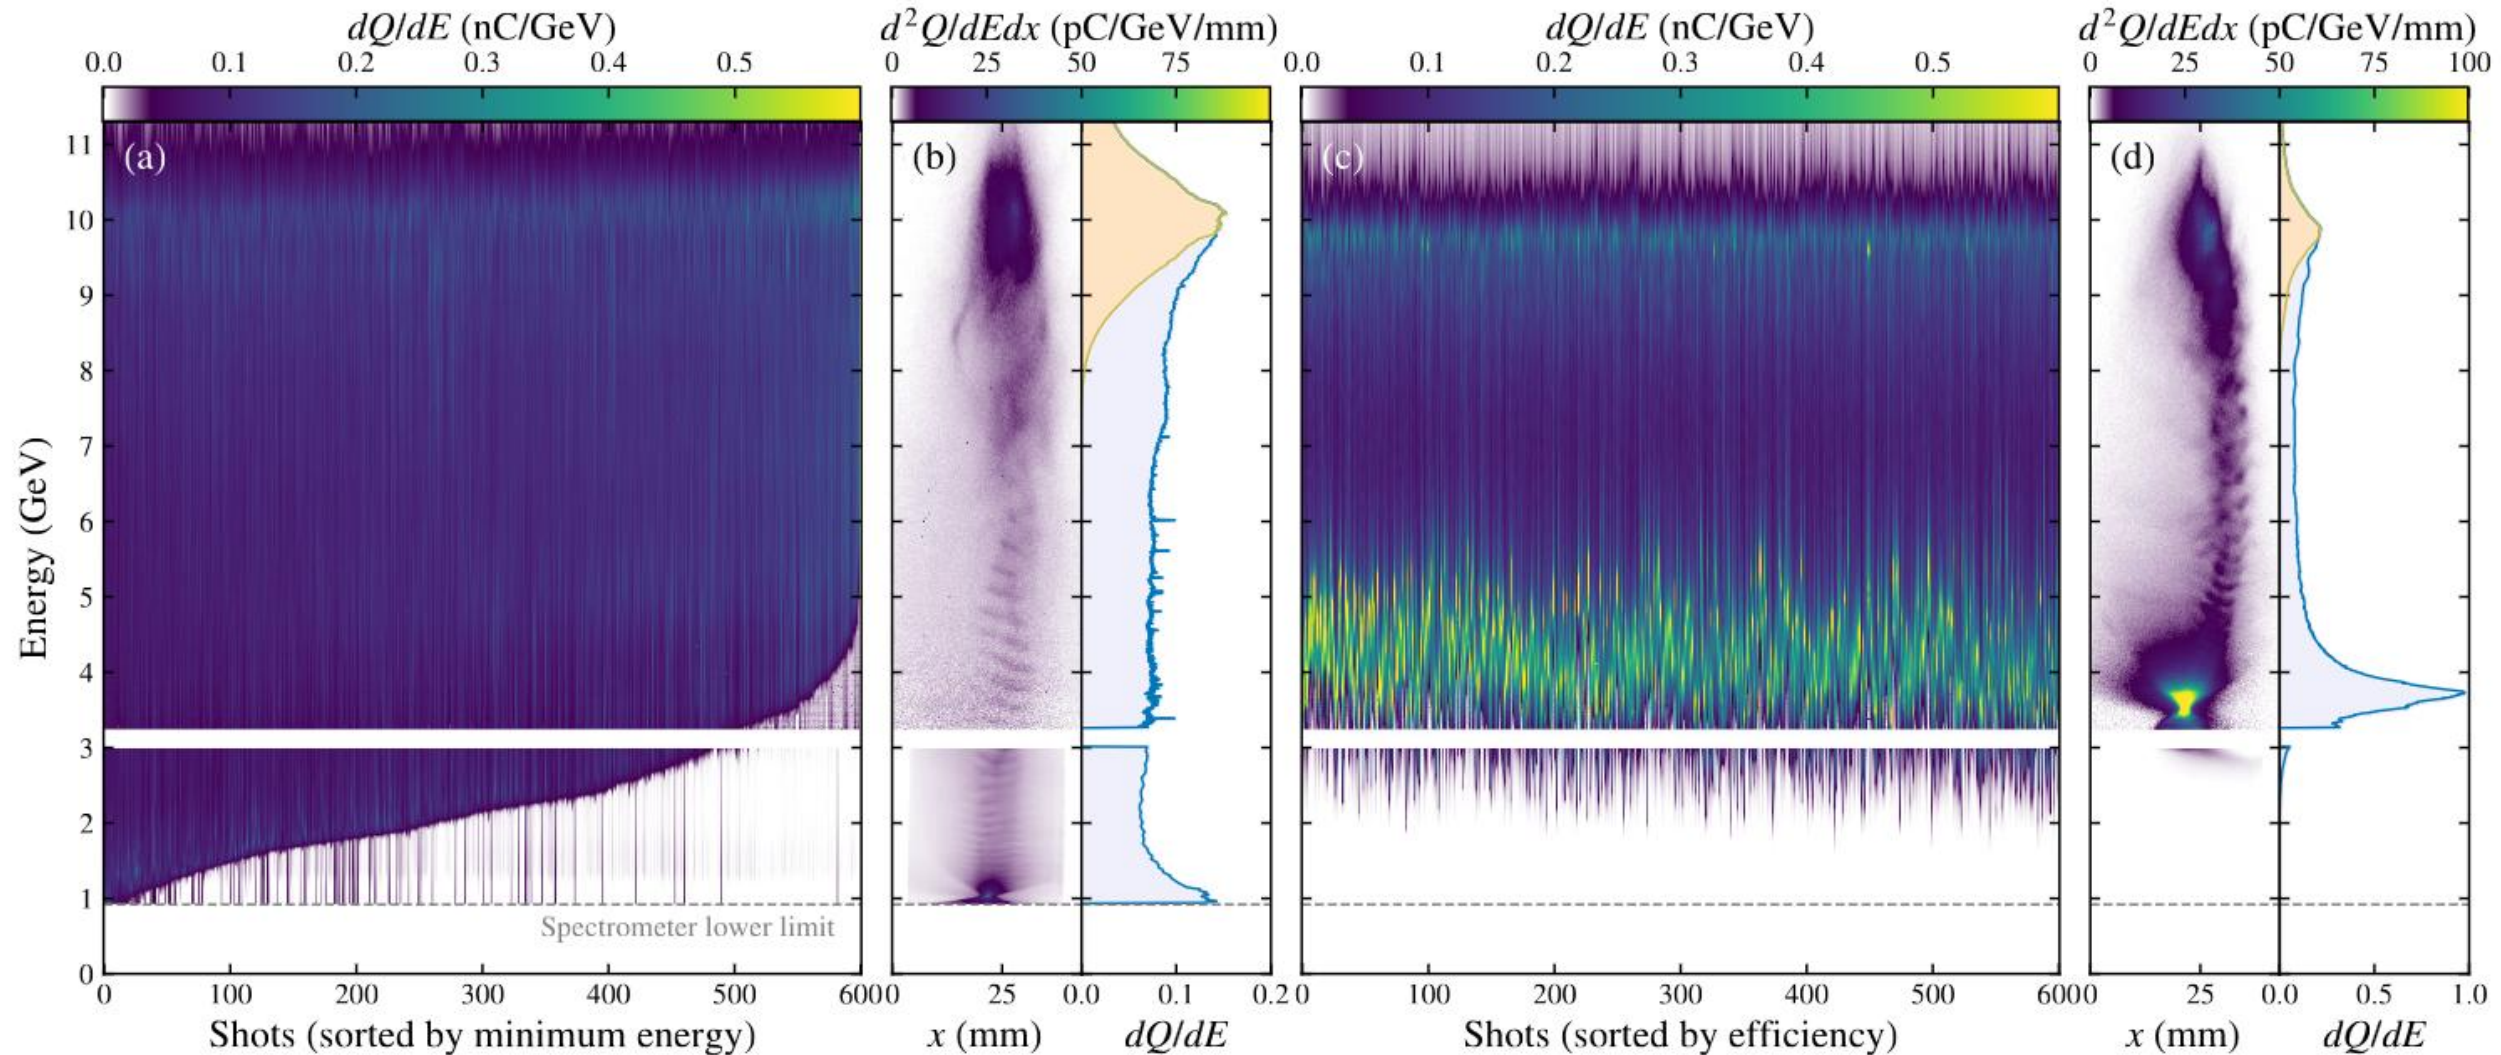 dQ/dE (nC/GeV)
d²Q/dEdx (pC/GeV/mm)
dQ/dE (nC/GeV)
d²Q/dEdx (pC/GeV/mm)
0.0 0.1 0.2 0.3 0.4 0.5
0 25 50 75
0.0 0.1 0.2 0.3 0.4 0.5
0 25 50 75 100
(a)
(b)
(c)
(d)
Energy (GeV)
11
10
9
8
7
6
5
4
3
2
1
0
Spectrometer lower limit
0 100 200 300 400 500 600
0 25
0.0 0.1 0.2
0 100 200 300 400 500 600
0 25
0.0 0.5 1.0
Shots (sorted by minimum energy)
x (mm)
dQ/dE
Shots (sorted by efficiency)
x (mm)
dQ/dE